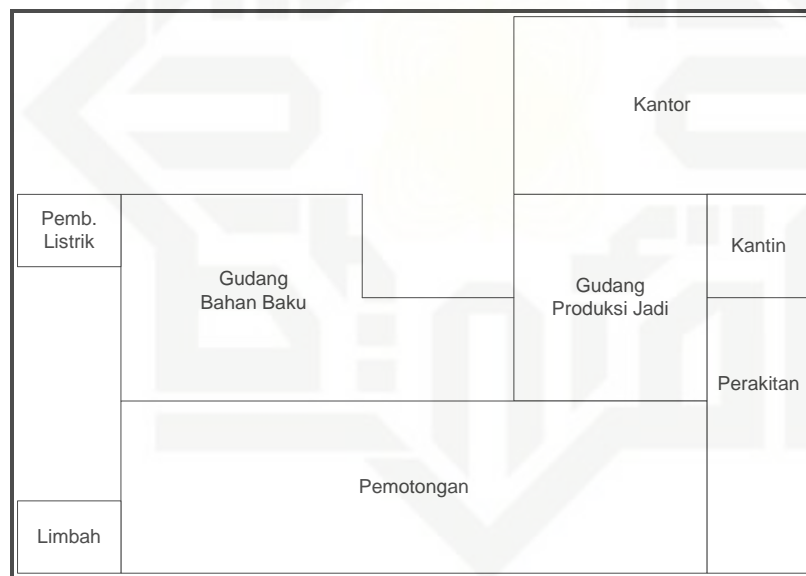 Kantor
Pemb.
Listrik
Gudang
Bahan Baku
Gudang
Produksi Jadi
Kantin
Perakitan
Pemotongan
Limbah